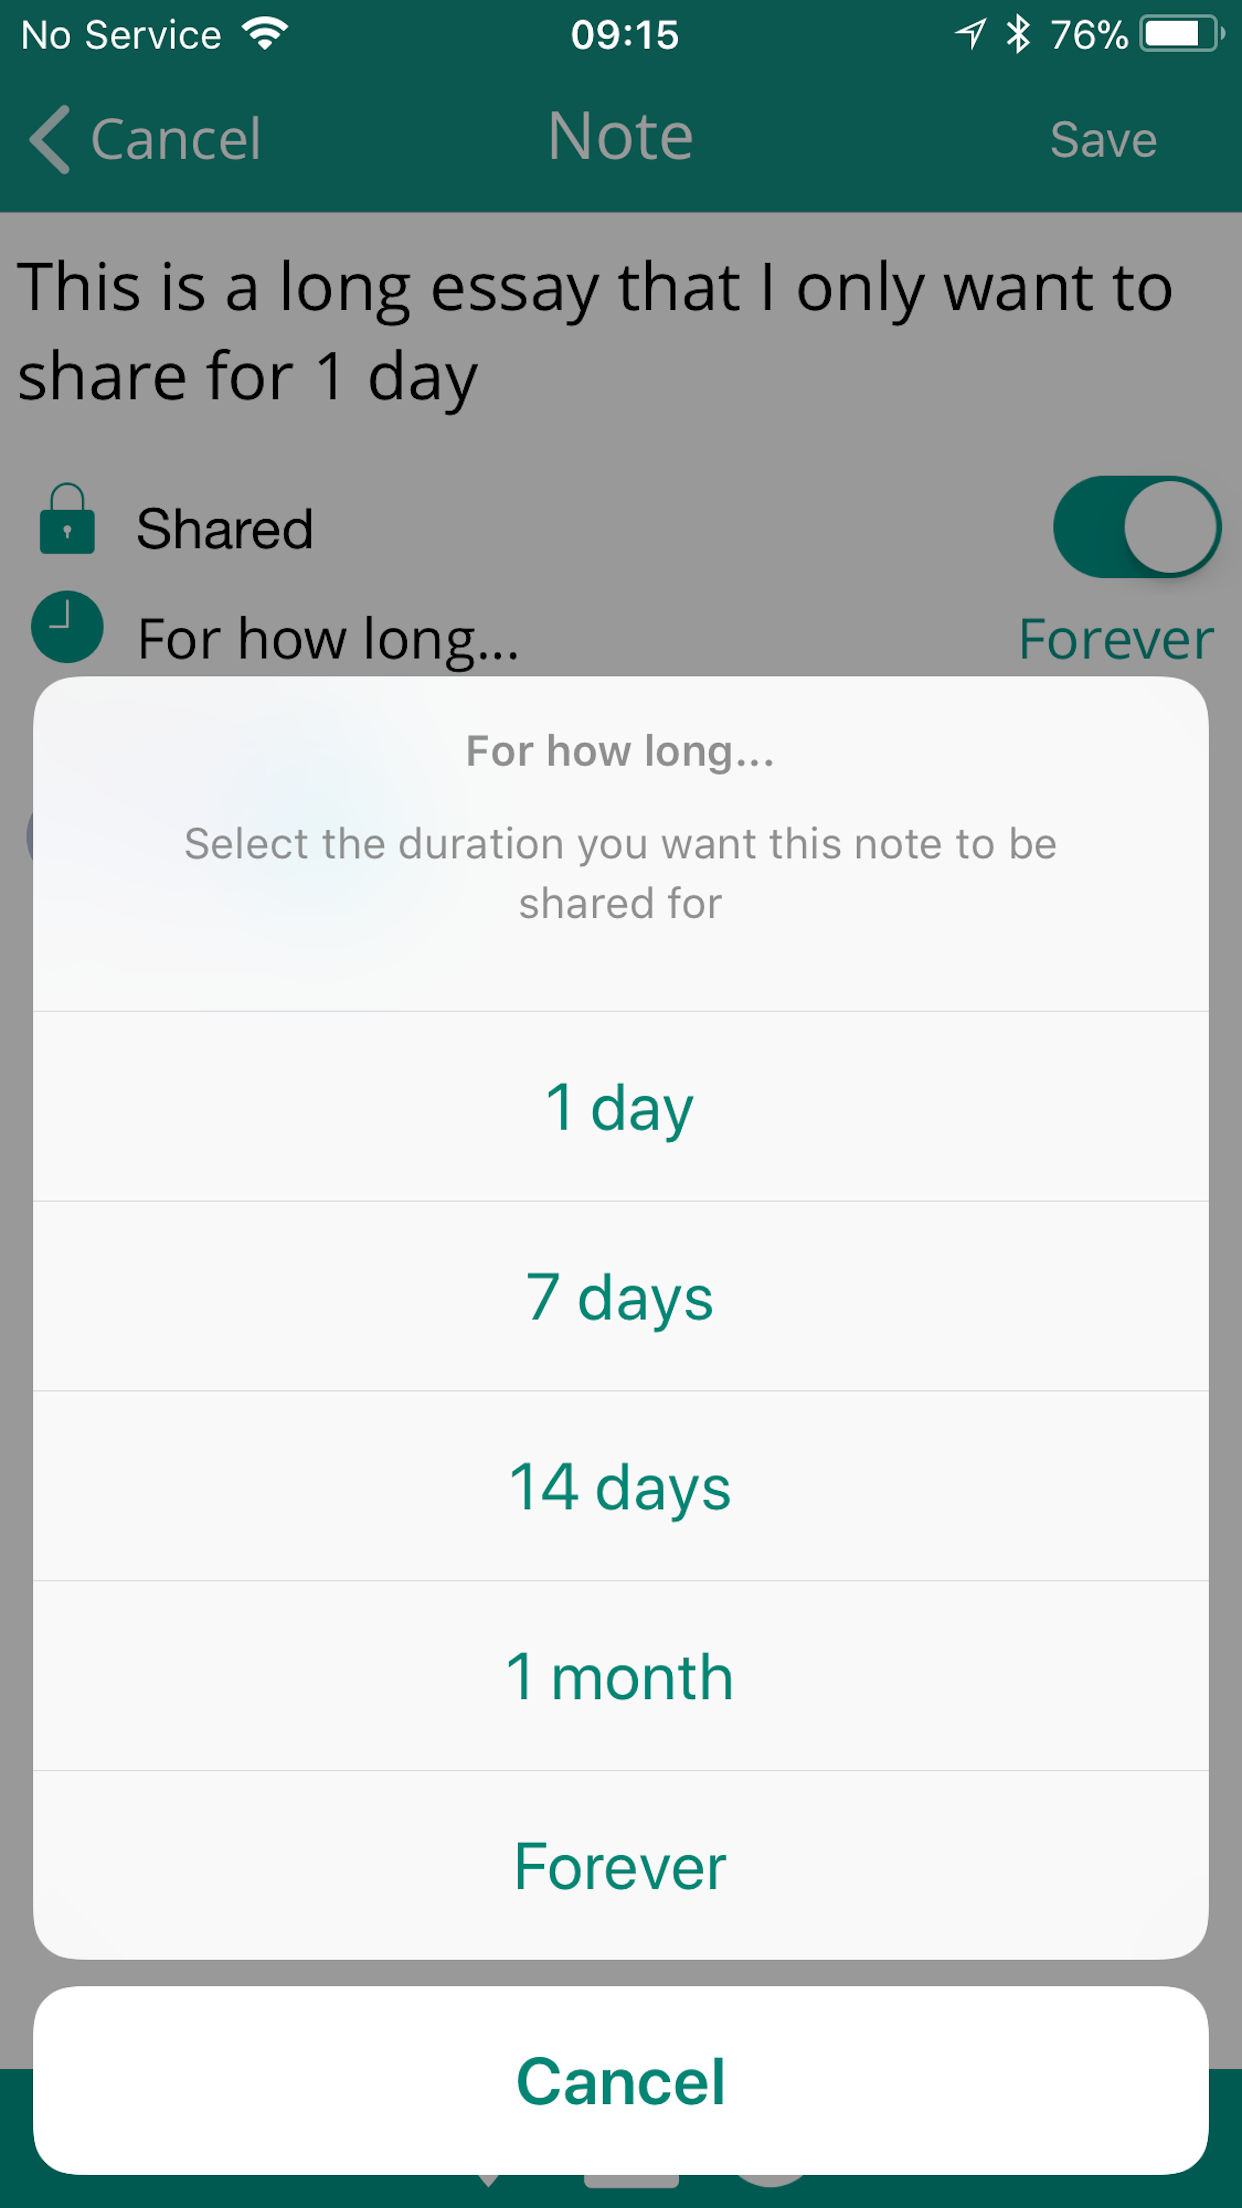 No Service 09:15 76%
Cancel Note Save
This is a long essay that I only want to
share for 1 day
Shared
For how long... Forever
For how long...
Select the duration you want this note to be
shared for
1 day
7 days
14 days
1 month
Forever
Cancel